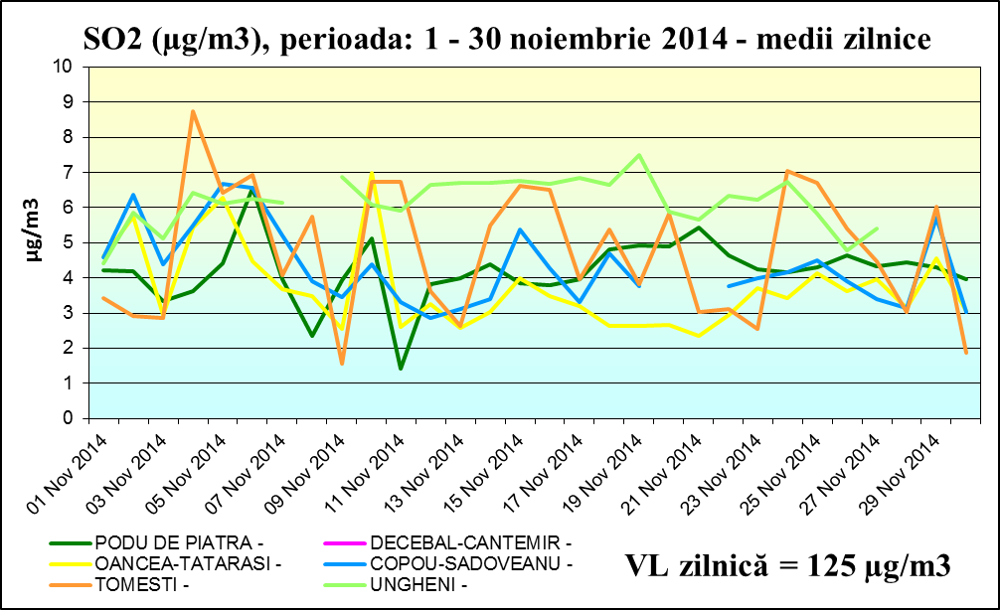 SO2 (µg/m3), perioada: 1 - 30 noiembrie 2014 - medii zilnice
10
9
8
7
6
5
4
3
2
1
0
µg/m3
01 Nov 2014
03 Nov 2014
05 Nov 2014
07 Nov 2014
09 Nov 2014
11 Nov 2014
13 Nov 2014
15 Nov 2014
17 Nov 2014
19 Nov 2014
21 Nov 2014
23 Nov 2014
25 Nov 2014
27 Nov 2014
29 Nov 2014
PODU DE PIATRA - DECEBAL-CANTEMIR -
OANCEA-TATARASI - COPOU-SADOVEANU -
TOMESTI - UNGHENI -
VL zilnică = 125 µg/m3